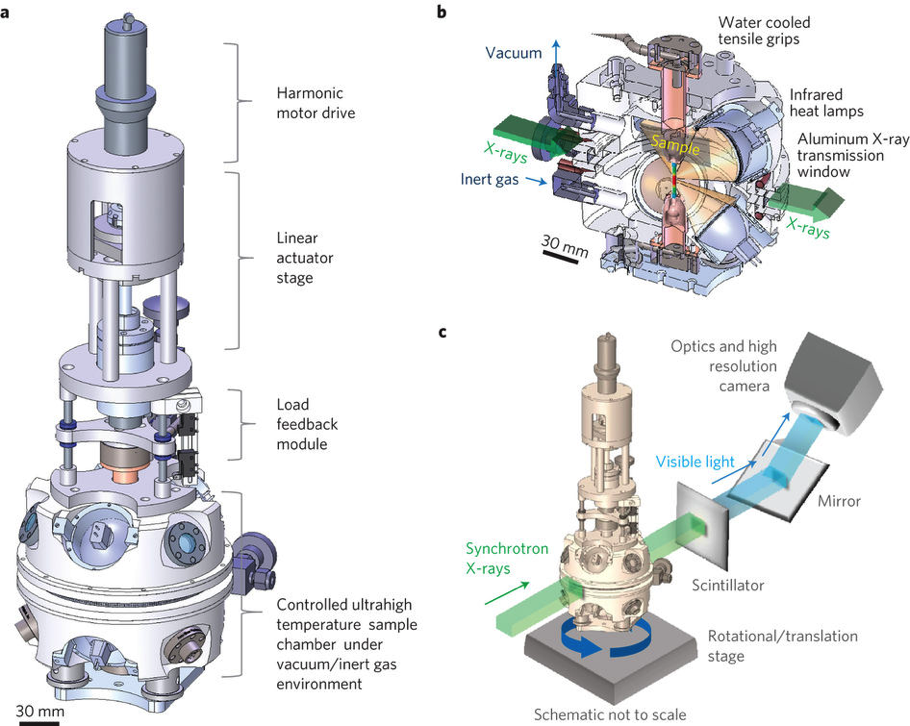 a
Harmonic
motor drive
Linear
actuator
stage
Load
feedback
module
Controlled ultrahigh
temperature sample
chamber under
vacuum/inert gas
environment
30 mm
b
Water cooled
tensile grips
Vacuum
Infrared
heat lamps
X-rays
Sample
Aluminum X-ray
transmission
window
Inert gas
X-rays
30 mm
c
Optics and high
resolution
camera
Visible light
Mirror
Synchrotron
X-rays
Scintillator
Rotational/translation
stage
Schematic not to scale